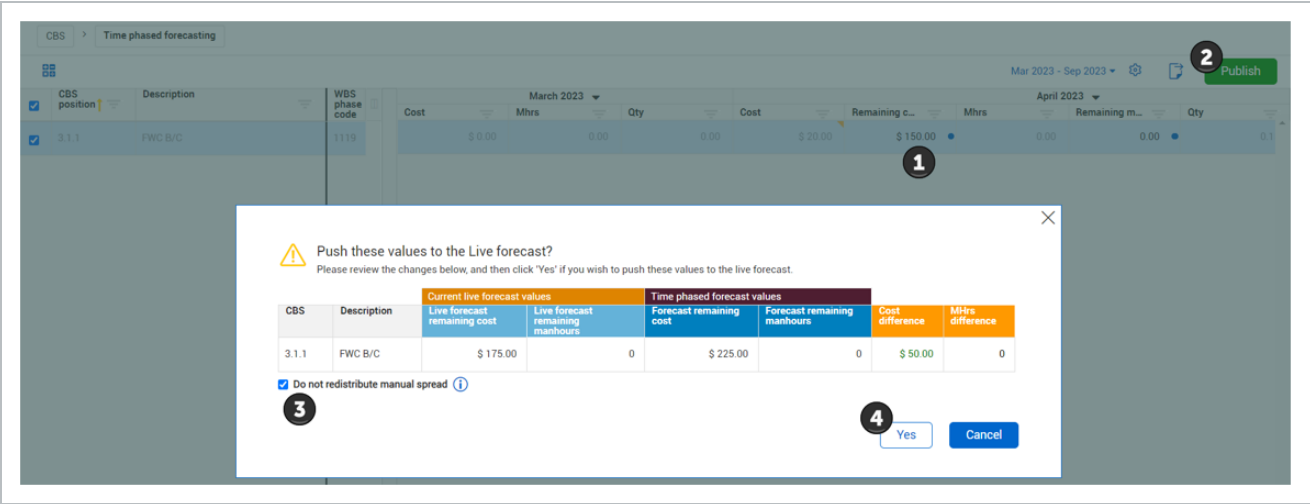 CBS > Time phased forecasting
Mar 2023 - Sep 2023
2
Publish
CBS position
Description
WBS phase code
March 2023
April 2023
Cost
Mhrs
Qty
Cost
Remaining c...
Mhrs
Remaining m...
Qty
3.1.1 FWC B/C 1119 $ 0.00 0.00 0.00 $ 20.00 $ 150.00 0.00 0.00 0.1
1
Push these values to the Live forecast?
Please review the changes below, and then click 'Yes' if you wish to push these values to the live forecast.
Current live forecast values
Time phased forecast values
CBS
Description
Live forecast remaining cost
Live forecast remaining manhours
Forecast remaining cost
Forecast remaining manhours
Cost difference
MHrs difference
3.1.1 FWC B/C $ 175.00 0 $ 225.00 0 $ 50.00 0
Do not redistribute manual spread
3
4
Yes
Cancel